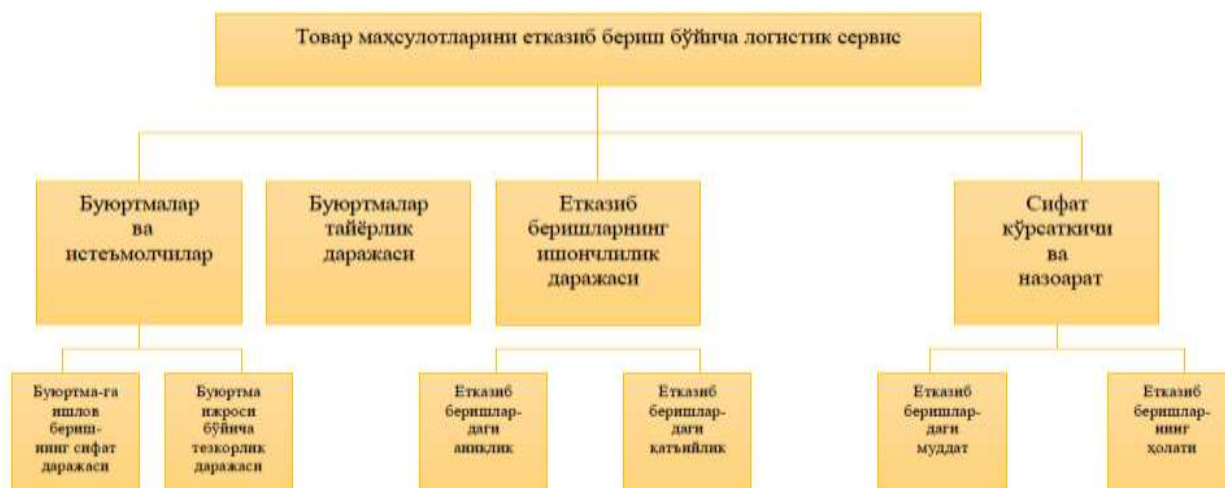 Товар маҳсулотларини етказиб бериш бўйича логистик сервис
Буюртмалар
ва
истеъмолчилар
Буюртмалар
тайёрлик
даражаси
Етказиб
беришларнинг
ишончлилик
даражаси
Сифат
кўрсаткичи
ва
назоарат
Буюртма-га
ишлов
бериш-
нинг сифат
даражаси
Буюртма
ижроси
бўйича
тезкорлик
даражаси
Етказиб
беришлар-
даги
аниқлик
Етказиб
беришлар-
даги
қатъийлик
Етказиб
беришлар-
даги
муддат
Етказиб
беришлар-
нинг
ҳолати